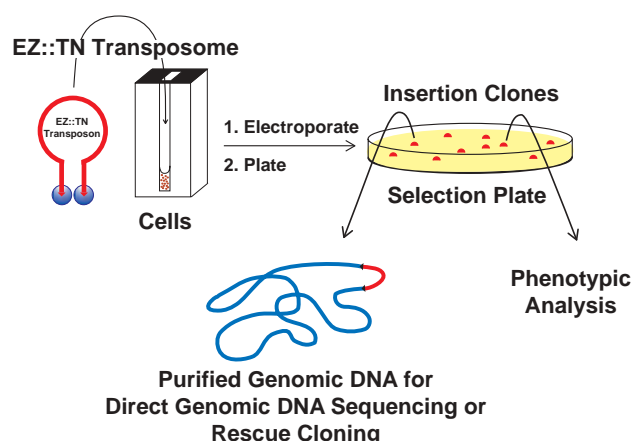 EZ::TN Transposome
EZ::TN
Transposon
Cells
1. Electroporate
2. Plate
Insertion Clones
Selection Plate
Phenotypic
Analysis
Purified Genomic DNA for
Direct Genomic DNA Sequencing or
Rescue Cloning